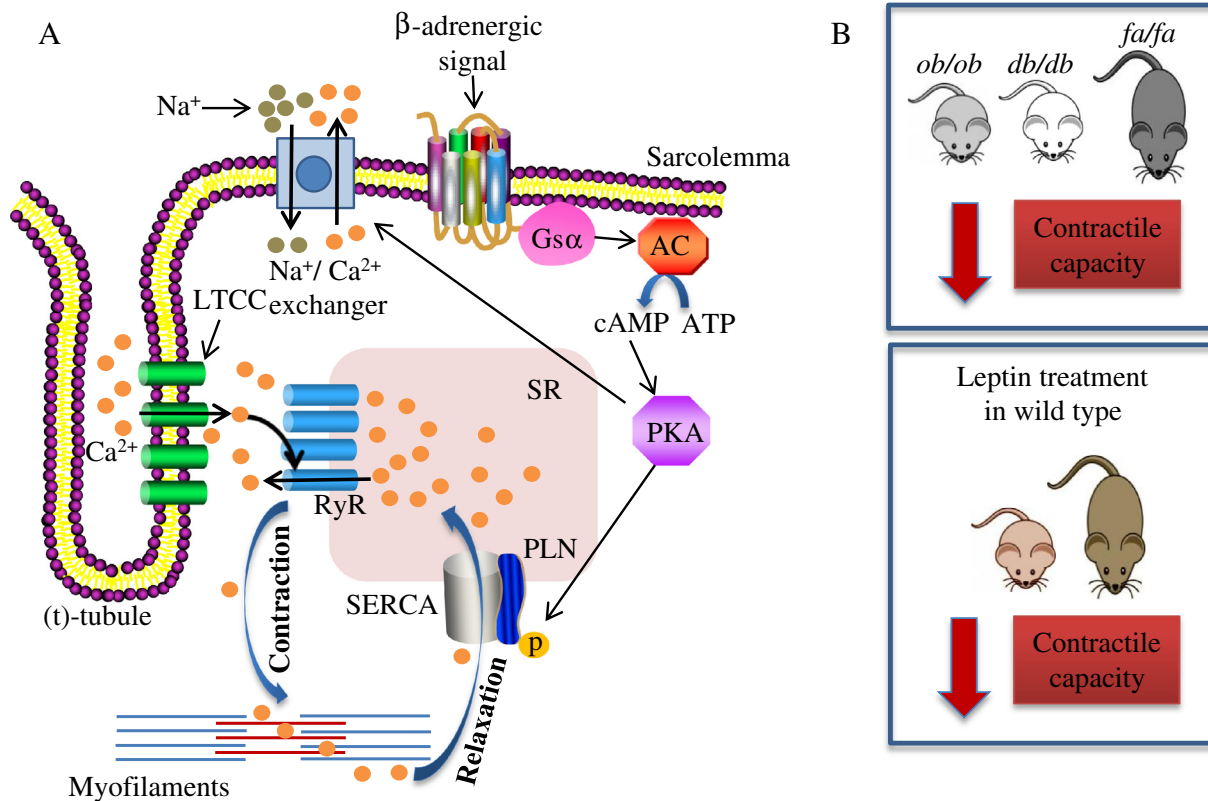 A
β-adrenergic
signal
Na⁺
Sarcolemma
Gsα
AC
Na⁺/ Ca²⁺
exchanger
LTCC
cAMP
ATP
SR
PKA
Ca²⁺
RyR
PLN
SERCA
p
(t)-tubule
Contraction
Relaxation
Myofilaments
B
ob/ob
db/db
fa/fa
Contractile
capacity
Leptin treatment
in wild type
Contractile
capacity